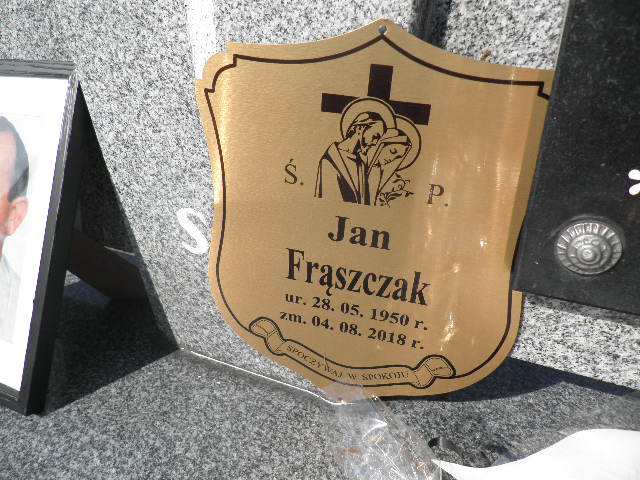 Ś. P.
Jan
Frąszczak
ur. 28. 05. 1950 r.
zm. 04. 08. 2018 r.
SPOCZYWAJ W SPOKOJU